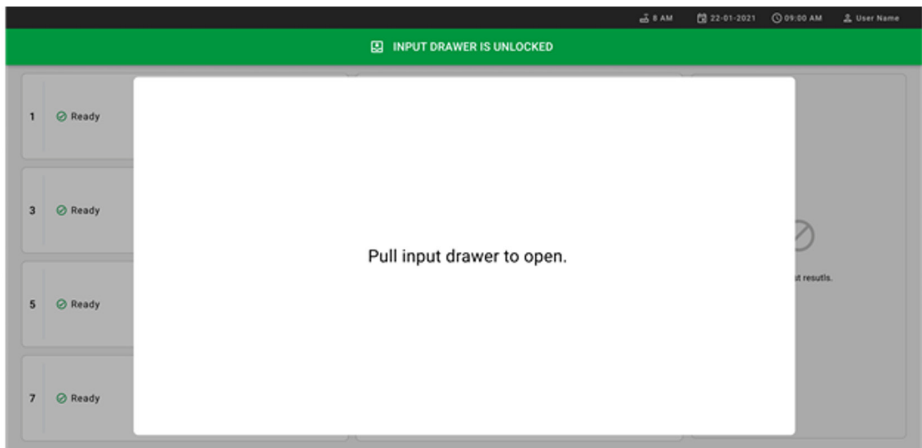 8 AM 22-01-2021 09:00 AM User Name
INPUT DRAWER IS UNLOCKED
1 Ready
3 Ready
Pull input drawer to open.
resutls.
5 Ready
7 Ready